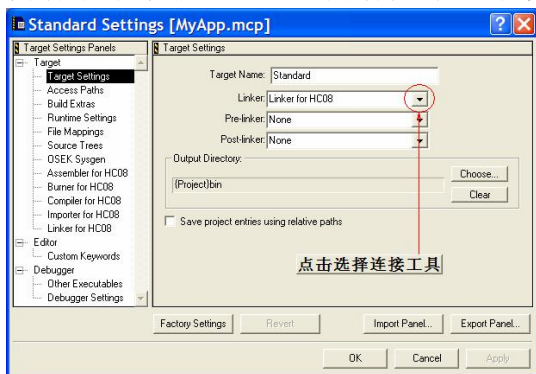 Standard Settings [MyApp.mcp]
Target Settings Panels
Target
Target Settings
Access Paths
Build Extras
Runtime Settings
File Mappings
Source Trees
OSEK Sysgen
Assembler for HC08
Burner for HC08
Compiler for HC08
Importer for HC08
Linker for HC08
Editor
Custom Keywords
Debugger
Other Executables
Debugger Settings
Target Settings
Target Name: Standard
Linker: Linker for HC08
Pre-linker: None
Post-linker: None
Output Directory:
{Project}bin
Choose...
Clear
Save project entries using relative paths
点击选择连接工具
Factory Settings
Revert
Import Panel...
Export Panel...
OK
Cancel
Apply